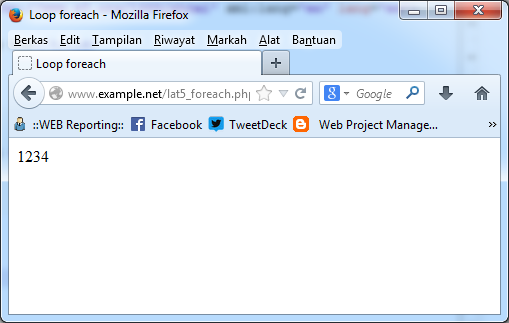 Loop foreach - Mozilla Firefox
Berkas Edit Tampilan Riwayat Markah Alat Bantuan
Loop foreach
www.example.net/lat5_foreach.php
Google
::WEB Reporting:: Facebook TweetDeck Web Project Manage... »
1234